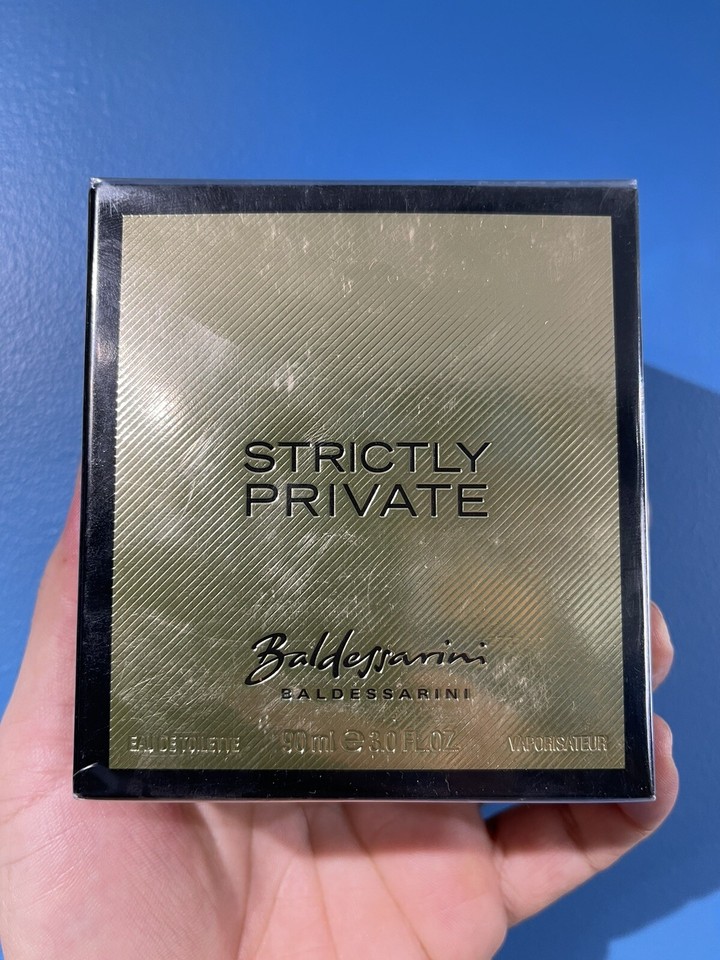 STRICTLY
PRIVATE
Baldessarini
BALDESSARINI
EAU DE TOILETTE 90 ml ℮ 3.0 FL.OZ. VAPORISATEUR